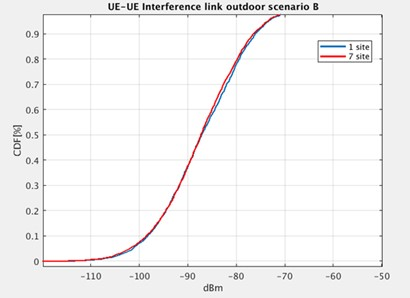 UE-UE Interference link outdoor scenario B
1 site
7 site
0.9
0.8
0.7
0.6
0.5
0.4
0.3
0.2
0.1
0
CDF[%]
-110 -100 -90 -80 -70 -60 -50
dBm